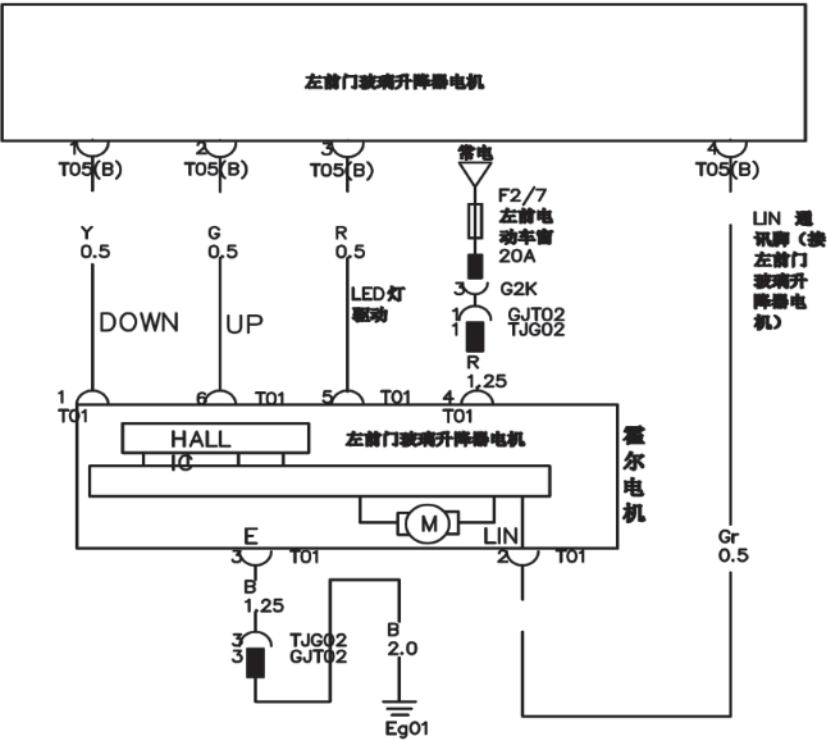 左前门玻璃升降器电机
1 2 3 4
T05(B) T05(B) T05(B) T05(B)
常电
F2/7
左前电
动车窗
20A
Y
0.5
G
0.5
R
0.5
LIN 通
讯脚（接
左前门
玻璃升
降器电
机）
3 G2K
LED灯
驱动
DOWN
UP
1 GJT02
1 TJG02
R
1.25
1 6 T01 5 T01 4
T01 T01
HALL
IC
左前门玻璃升降器电机
霍
尔
电
机
M
E
LIN
3 T01 2 T01
Gr
0.5
B
1.25
3 TJG02
3 GJT02
B
2.0
Eg01